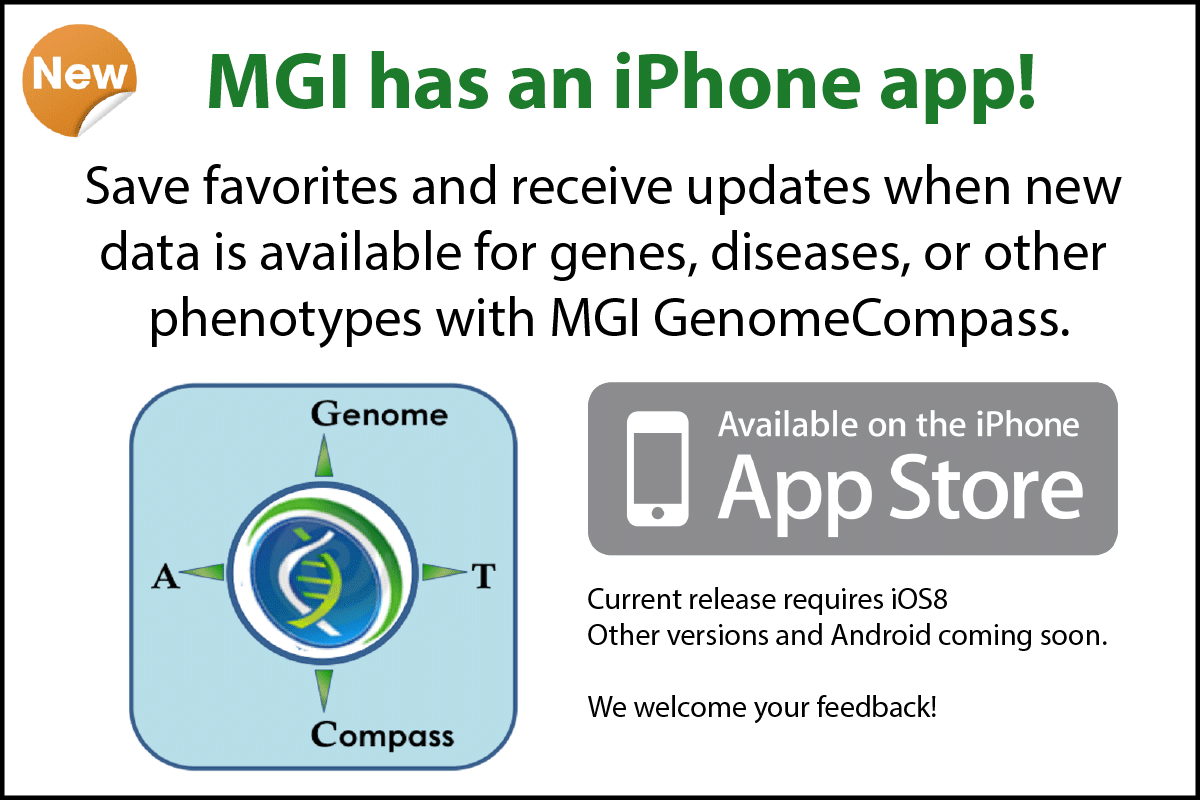 New
MGI has an iPhone app!
Save favorites and receive updates when new
data is available for genes, diseases, or other
phenotypes with MGI GenomeCompass.
Genome
A
T
Compass
Available on the iPhone
App Store
Current release requires iOS8
Other versions and Android coming soon.
We welcome your feedback!